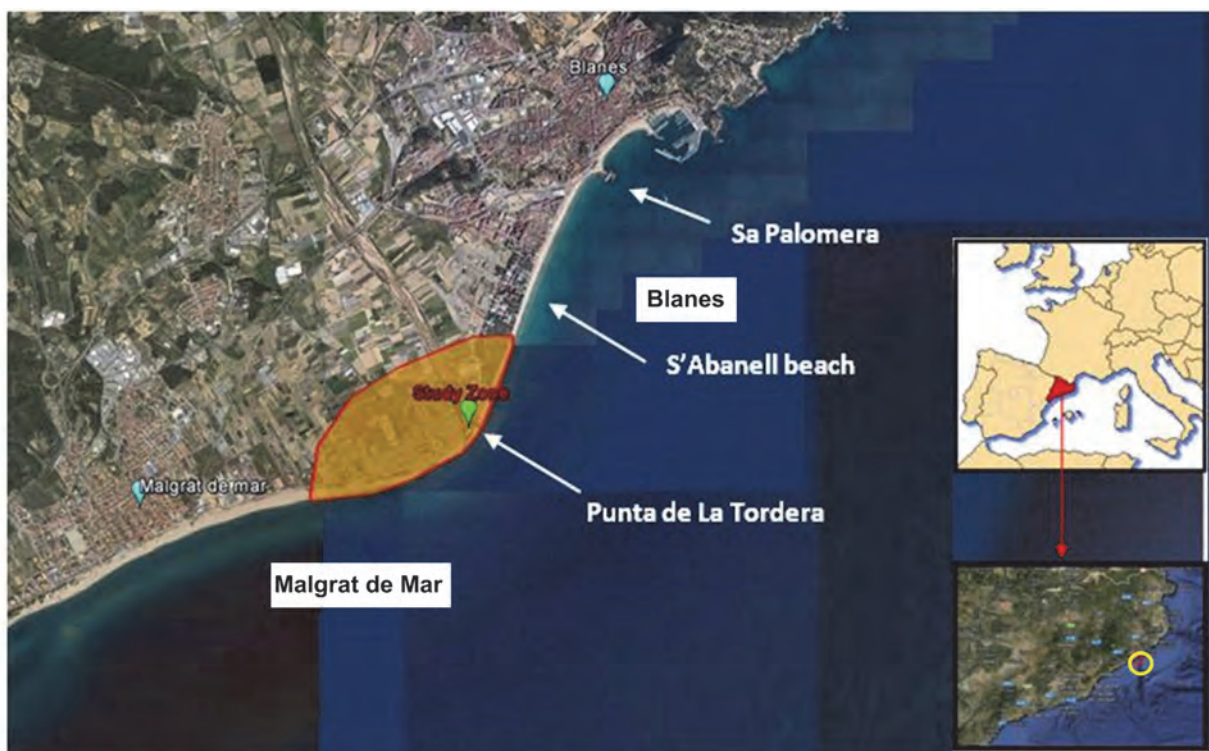 Blanes
Sa Palomera
Blanes
S'Abanell beach
Study Zone
Malgrat de mar
Punta de La Tordera
Malgrat de Mar